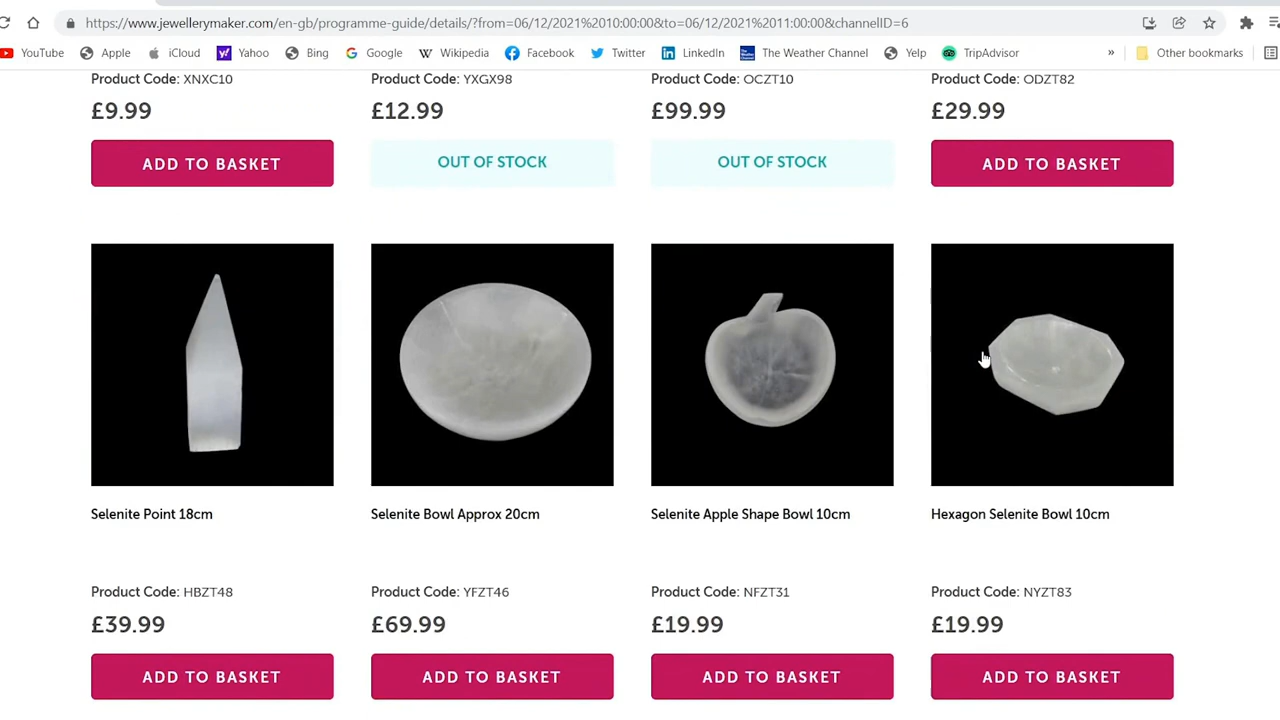 https://www.jewellerymaker.com/en-gb/programme-guide/details/?from=06/12/2021%2010:00:00&to=06/12/2021%2011:00:00&channelID=6
YouTube Apple iCloud Yahoo Bing Google Wikipedia Facebook Twitter LinkedIn The Weather Channel Yelp TripAdvisor » Other bookmarks
Product Code: XNXC10 Product Code: YXGX98 Product Code: OCZT10 Product Code: ODZT82
£9.99 £12.99 £99.99 £29.99
ADD TO BASKET OUT OF STOCK OUT OF STOCK ADD TO BASKET
Selenite Point 18cm Selenite Bowl Approx 20cm Selenite Apple Shape Bowl 10cm Hexagon Selenite Bowl 10cm
Product Code: HBZT48 Product Code: YFZT46 Product Code: NFZT31 Product Code: NYZT83
£39.99 £69.99 £19.99 £19.99
ADD TO BASKET ADD TO BASKET ADD TO BASKET ADD TO BASKET